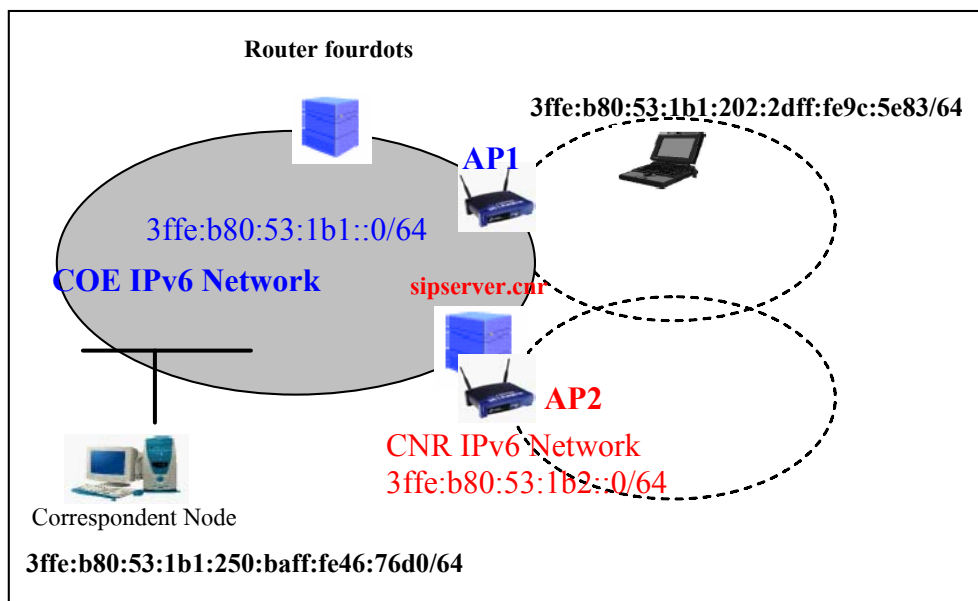 Router fourdots
3ffe:b80:53:1b1:202:2dff:fe9c:5e83/64
AP1
3ffe:b80:53:1b1::0/64
COE IPv6 Network
sipserver.cnr
AP2
CNR IPv6 Network
3ffe:b80:53:1b2::0/64
Correspondent Node
3ffe:b80:53:1b1:250:baff:fe46:76d0/64